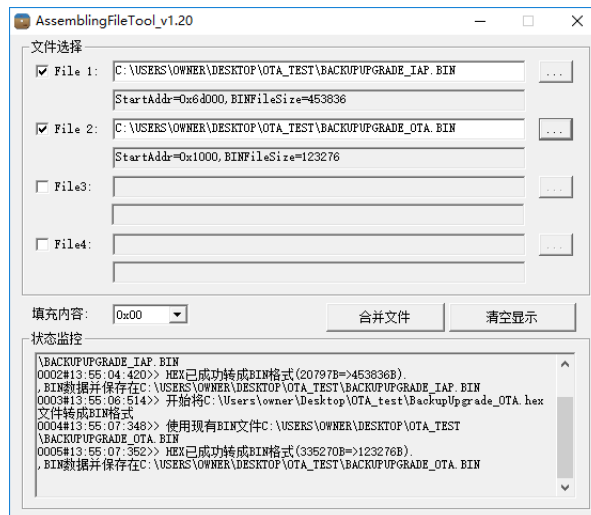 AssemblingFileTool_v1.20
文件选择
File 1:
C:\USERS\OWNER\DESKTOP\OTA_TEST\BACKUPUPGRADE_IAP.BIN
...
StartAddr=0x6d000,BINFileSize=453836
File 2:
C:\USERS\OWNER\DESKTOP\OTA_TEST\BACKUPUPGRADE_OTA.BIN
...
StartAddr=0x1000,BINFileSize=123276
File3:
...
File4:
...
填充内容:
0x00
合并文件
清空显示
状态监控
\BACKUPUPGRADE_IAP.BIN
0002#13:55:04:420>> HEX已成功转成BIN格式(20797B=>453836B).
,BIN数据并保存在C:\USERS\OWNER\DESKTOP\OTA_TEST\BACKUPUPGRADE_IAP.BIN
0003#13:55:06:514>> 开始将C:\Users\owner\Desktop\OTA_test\BackupUpgrade_OTA.hex
文件转成BIN格式
0004#13:55:07:348>> 使用现有BIN文件C:\USERS\OWNER\DESKTOP\OTA_TEST
\BACKUPUPGRADE_OTA.BIN
0005#13:55:07:352>> HEX已成功转成BIN格式(335270B=>123276B).
,BIN数据并保存在C:\USERS\OWNER\DESKTOP\OTA_TEST\BACKUPUPGRADE_OTA.BIN